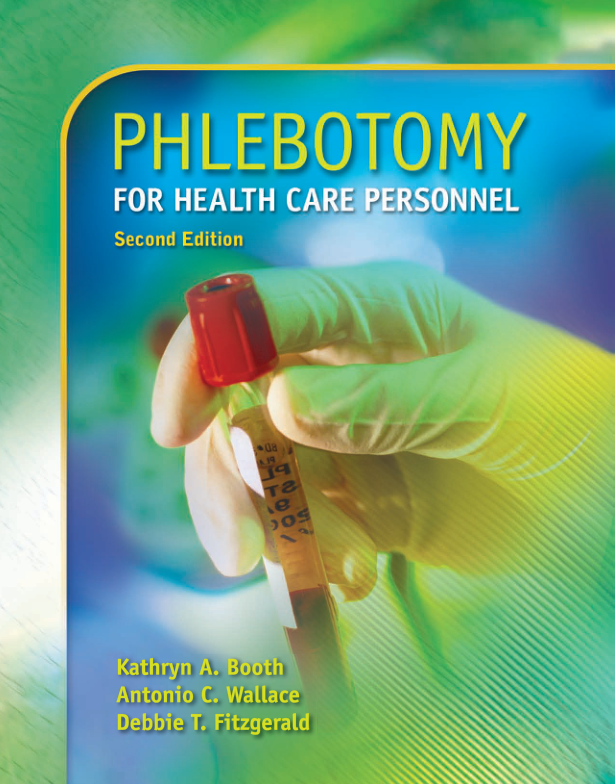 PHLEBOTOMY
FOR HEALTH CARE PERSONNEL
Second Edition
Kathryn A. Booth
Antonio C. Wallace
Debbie T. Fitzgerald